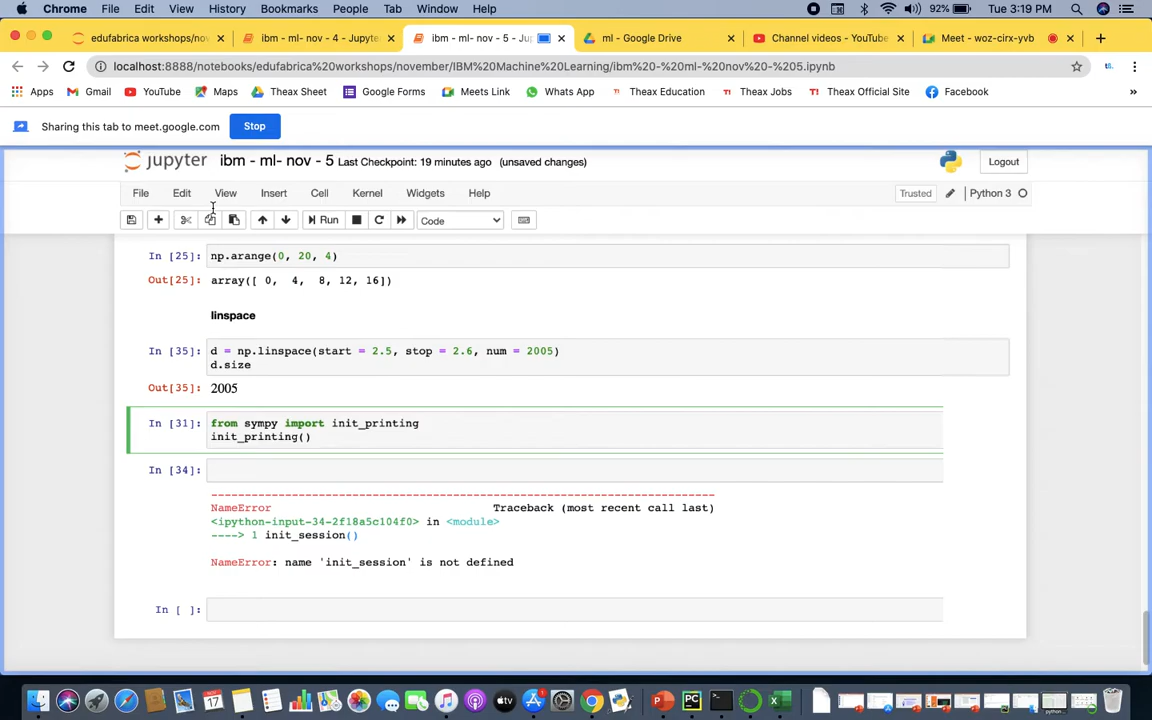 Chrome File Edit View History Bookmarks People Tab Window Help 92% Tue 3:19 PM
edufabrica workshops/nov ibm - ml- nov - 4 - Jupyte ibm - ml- nov - 5 - Ju ml - Google Drive Channel videos - YouTube Meet - woz-cirx-yvb
localhost:8888/notebooks/edufabrica%20workshops/november/IBM%20Machine%20Learning/ibm%20-%20ml-%20nov%20-%205.ipynb
Apps Gmail YouTube Maps Theax Sheet Google Forms Meets Link Whats App Theax Education Theax Jobs Theax Official Site Facebook »
Sharing this tab to meet.google.com Stop
jupyter ibm - ml- nov - 5 Last Checkpoint: 19 minutes ago (unsaved changes) Logout
File Edit View Insert Cell Kernel Widgets Help Trusted Python 3
Run Code
In [25]: np.arange(0, 20, 4)
Out[25]: array([ 0, 4, 8, 12, 16])
linspace
In [35]: d = np.linspace(start = 2.5, stop = 2.6, num = 2005)
d.size
Out[35]: 2005
In [31]: from sympy import init_printing
init_printing()
In [34]:
---------------------------------------------------------------------------
NameError Traceback (most recent call last)
<ipython-input-34-2f18a5c104f0> in <module>
----> 1 init_session()
NameError: name 'init_session' is not defined
In [ ]:
17